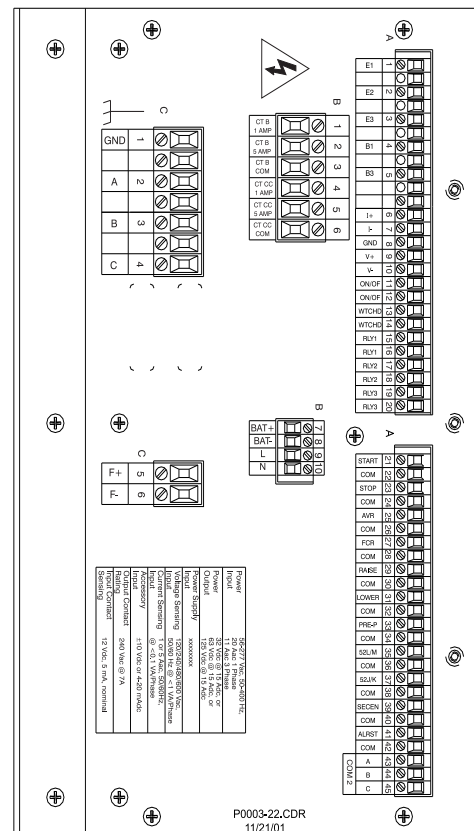 A
E1 1
E2 2
E3 3
B1 4
B3 5
I+ 6
I- 7
GND 8
V+ 9
V- 10
ON/OF 11
ON/OF 12
WTCHD 13
WTCHD 14
RLY1 15
RLY1 16
RLY2 17
RLY2 18
RLY3 19
RLY3 20
B
CT B 1 AMP 1
CT B 5 AMP 2
CT B COM 3
CT CC 1 AMP 4
CT CC 5 AMP 5
CT CC COM 6
C
GND 1
A 2
B 3
C 4
B
BAT+ 7
BAT- 8
L 9
N 10
C
F+ 5
F- 6
A
START 21
COM 22
STOP 23
COM 24
AVR 25
COM 26
FCR 27
COM 28
RAISE 29
COM 30
LOWER 31
COM 32
PRE-P 33
COM 34
52L/M 35
COM 36
52J/K 37
COM 38
SECEN 39
COM 40
ALRST 41
COM 42
A 43
B 44
C 45
COM 2
Power Input 56-277 Vac, 50-400 Hz,
20 Aac 1 Phase
11 Aac 3 Phase
Power Output 32 Vdc @ 15 Adc, or
63 Vdc @ 15 Adc, or
125 Vdc @ 15 Adc
Power Supply Input xxxxxxxx
Voltage Sensing Input 120/240/480/600 Vac,
50/60 Hz @ <1 VA/Phase
Current Sensing Input 1 or 5 Aac, 50/60Hz,
@ <0.1 VA/Phase
Accessory Input ±10 Vdc or 4-20 mAdc
Output Contact Rating 240 Vac @ 7A
Input Contact Sensing 12 Vdc, 5 mA, nominal
P0003-22.CDR
11/21/01